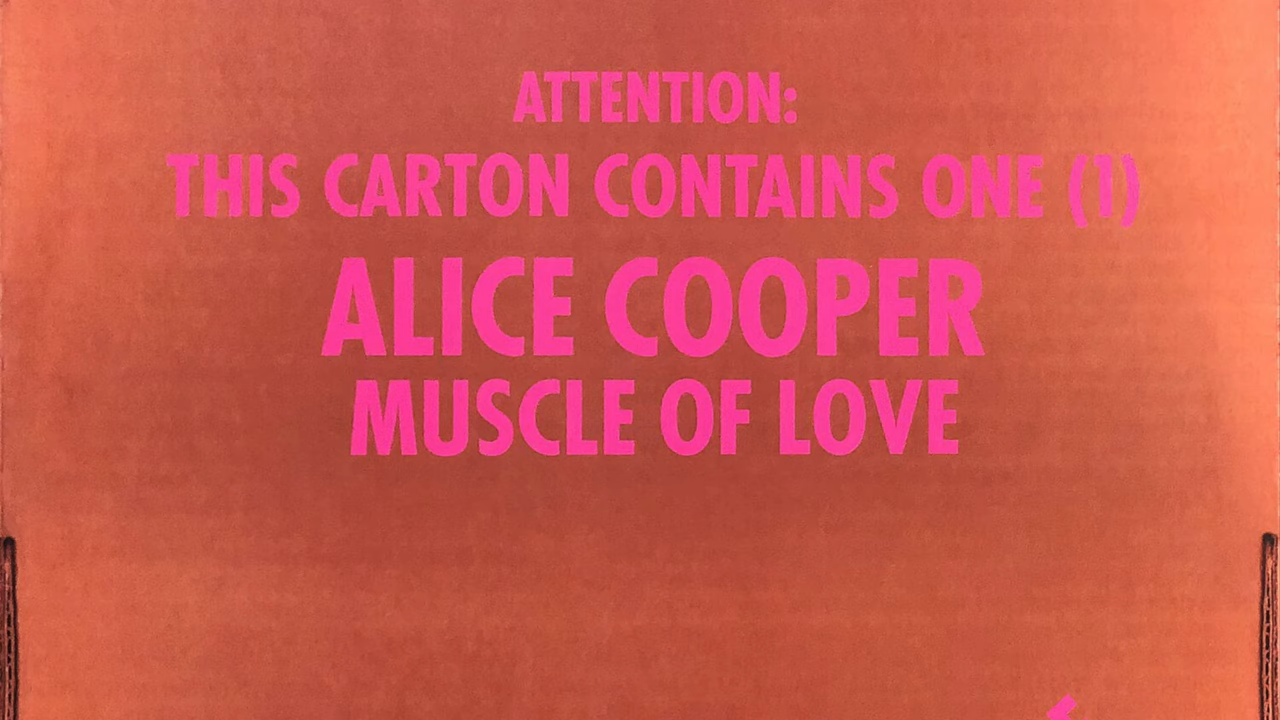 ATTENTION:
THIS CARTON CONTAINS ONE (1)
ALICE COOPER
MUSCLE OF LOVE